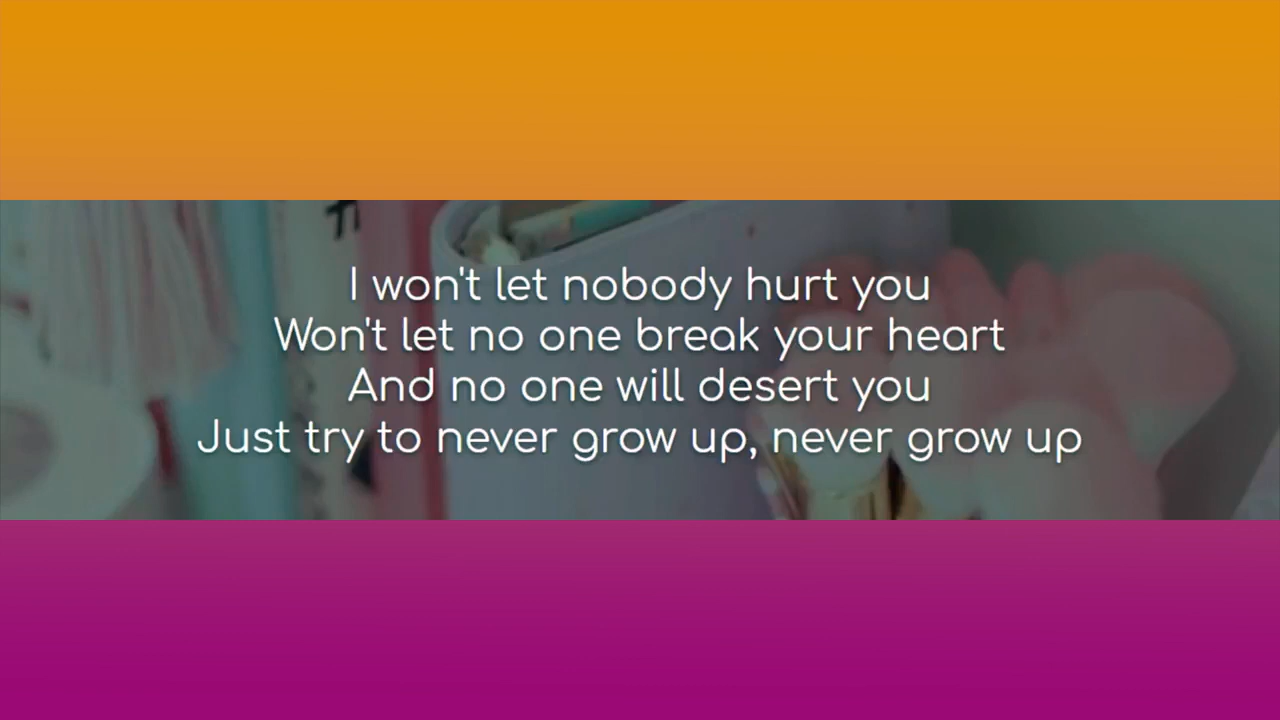 I won't let nobody hurt you
Won't let no one break your heart
And no one will desert you
Just try to never grow up, never grow up